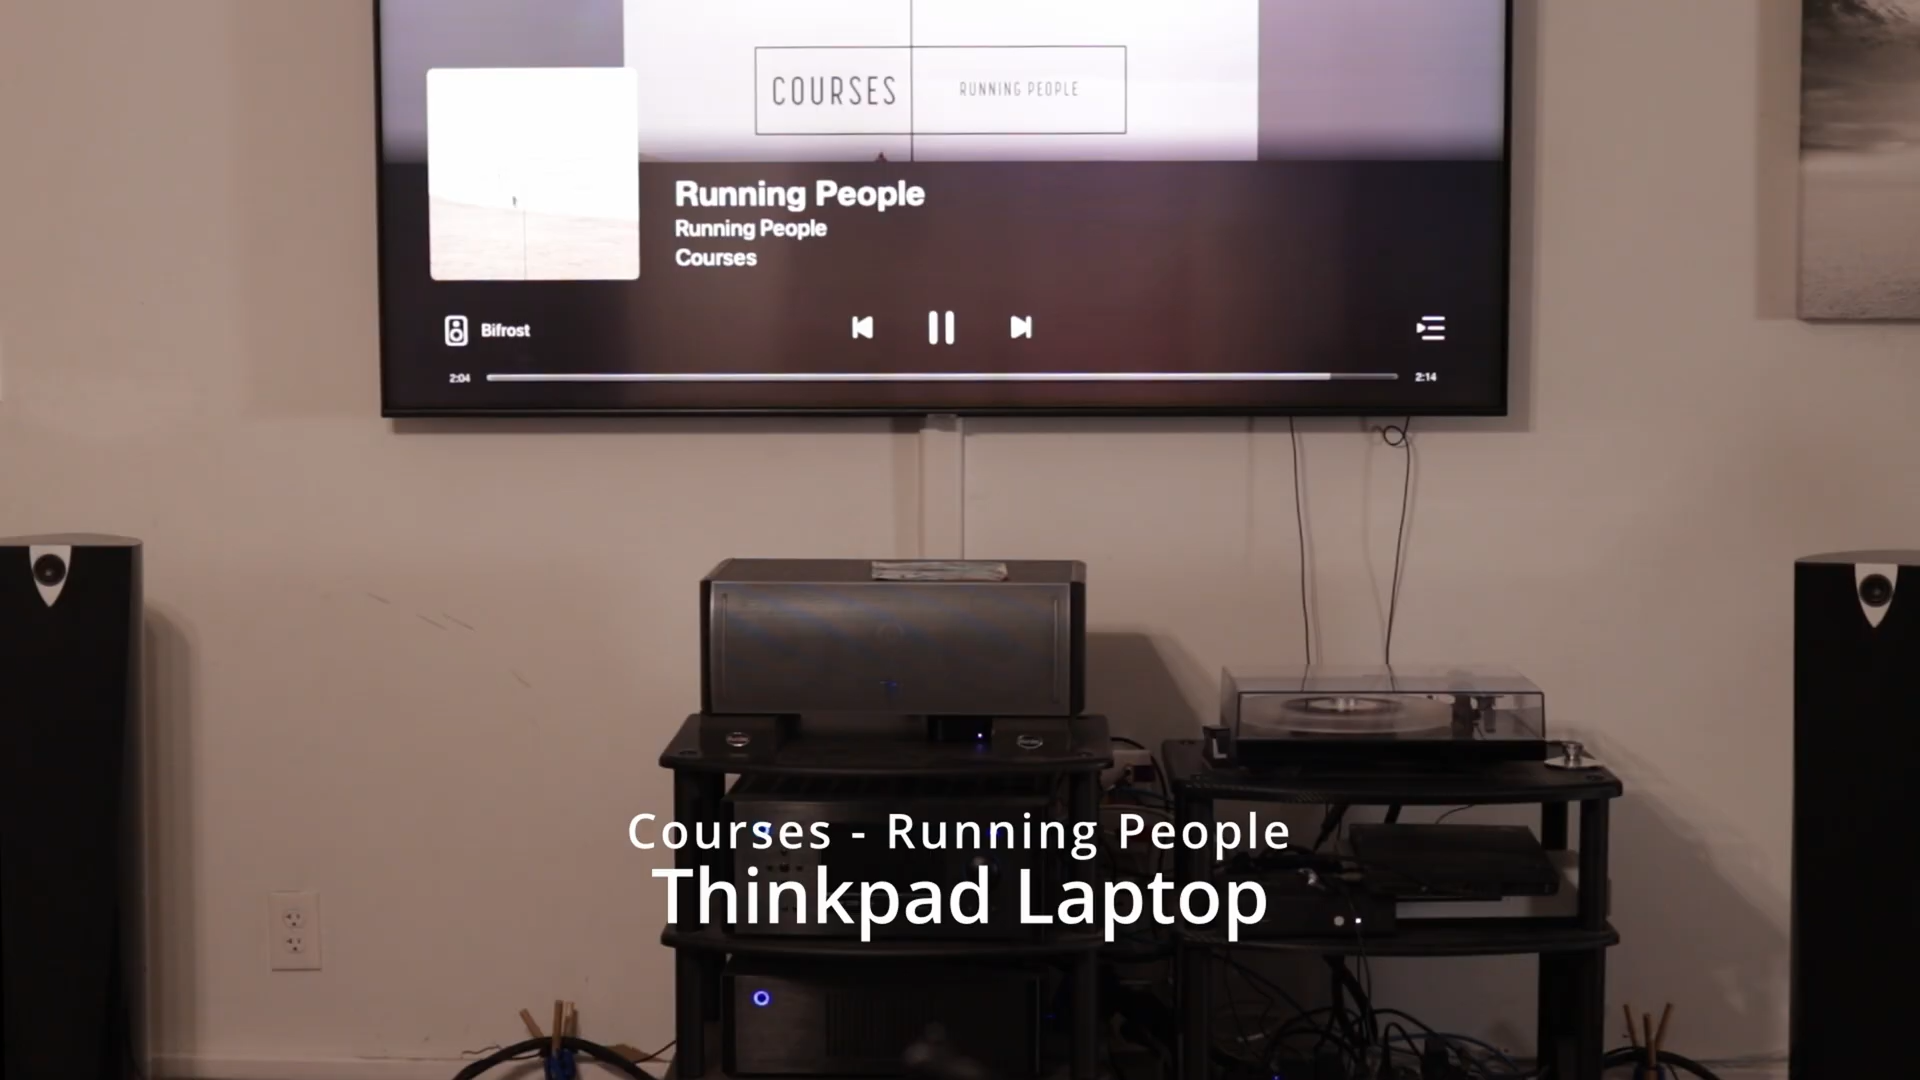 COURSES
RUNNING PEOPLE
Running People
Running People
Courses
Bifrost
2:04
2:14
Courses - Running People
Thinkpad Laptop